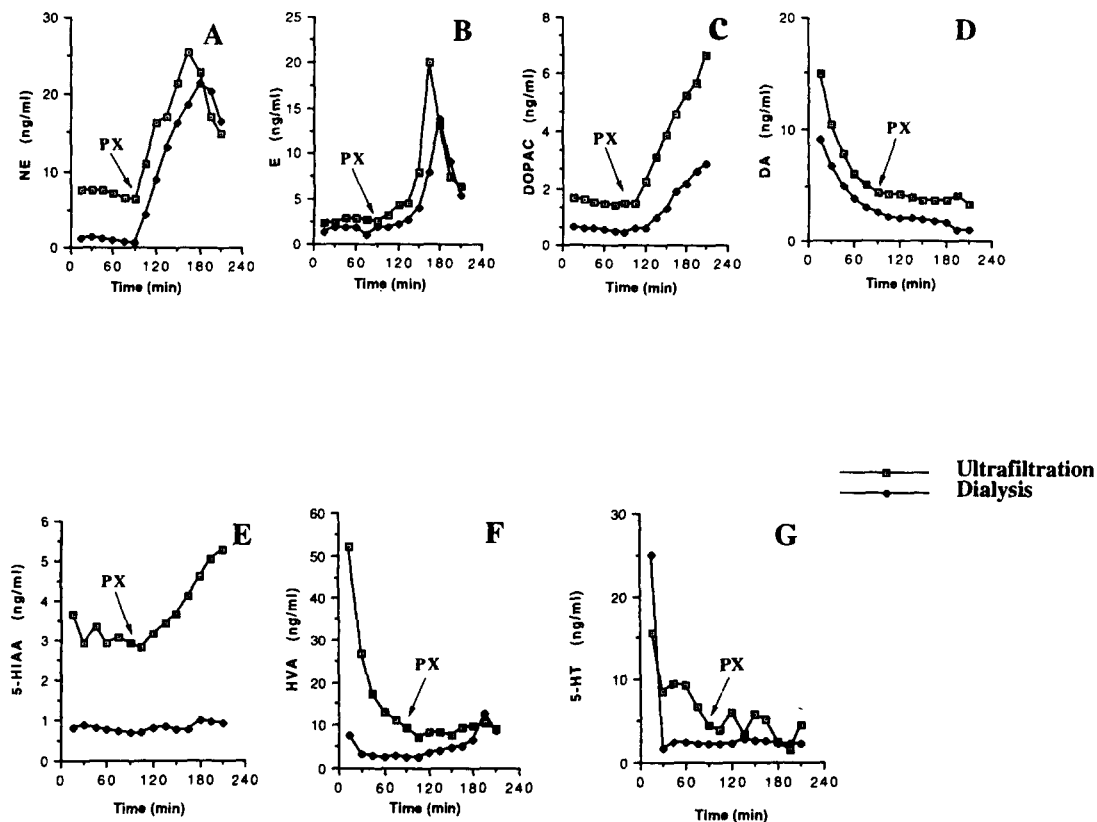 A
NE (ng/ml)
30
20
10
0
PX
0 60 120 180 240
Time (min)
B
E (ng/ml)
25
20
15
10
5
0
PX
0 60 120 180 240
Time (min)
C
DOPAC (ng/ml)
8
6
4
2
0
PX
0 60 120 180 240
Time (min)
D
DA (ng/ml)
20
10
0
PX
0 60 120 180 240
Time (min)
Ultrafiltration
Dialysis
E
5-HIAA (ng/ml)
6
5
4
3
2
1
0
PX
0 60 120 180 240
Time (min)
F
HVA (ng/ml)
60
50
40
30
20
10
0
PX
0 60 120 180 240
Time (min)
G
5-HT (ng/ml)
30
20
10
0
PX
0 60 120 180 240
Time (min)